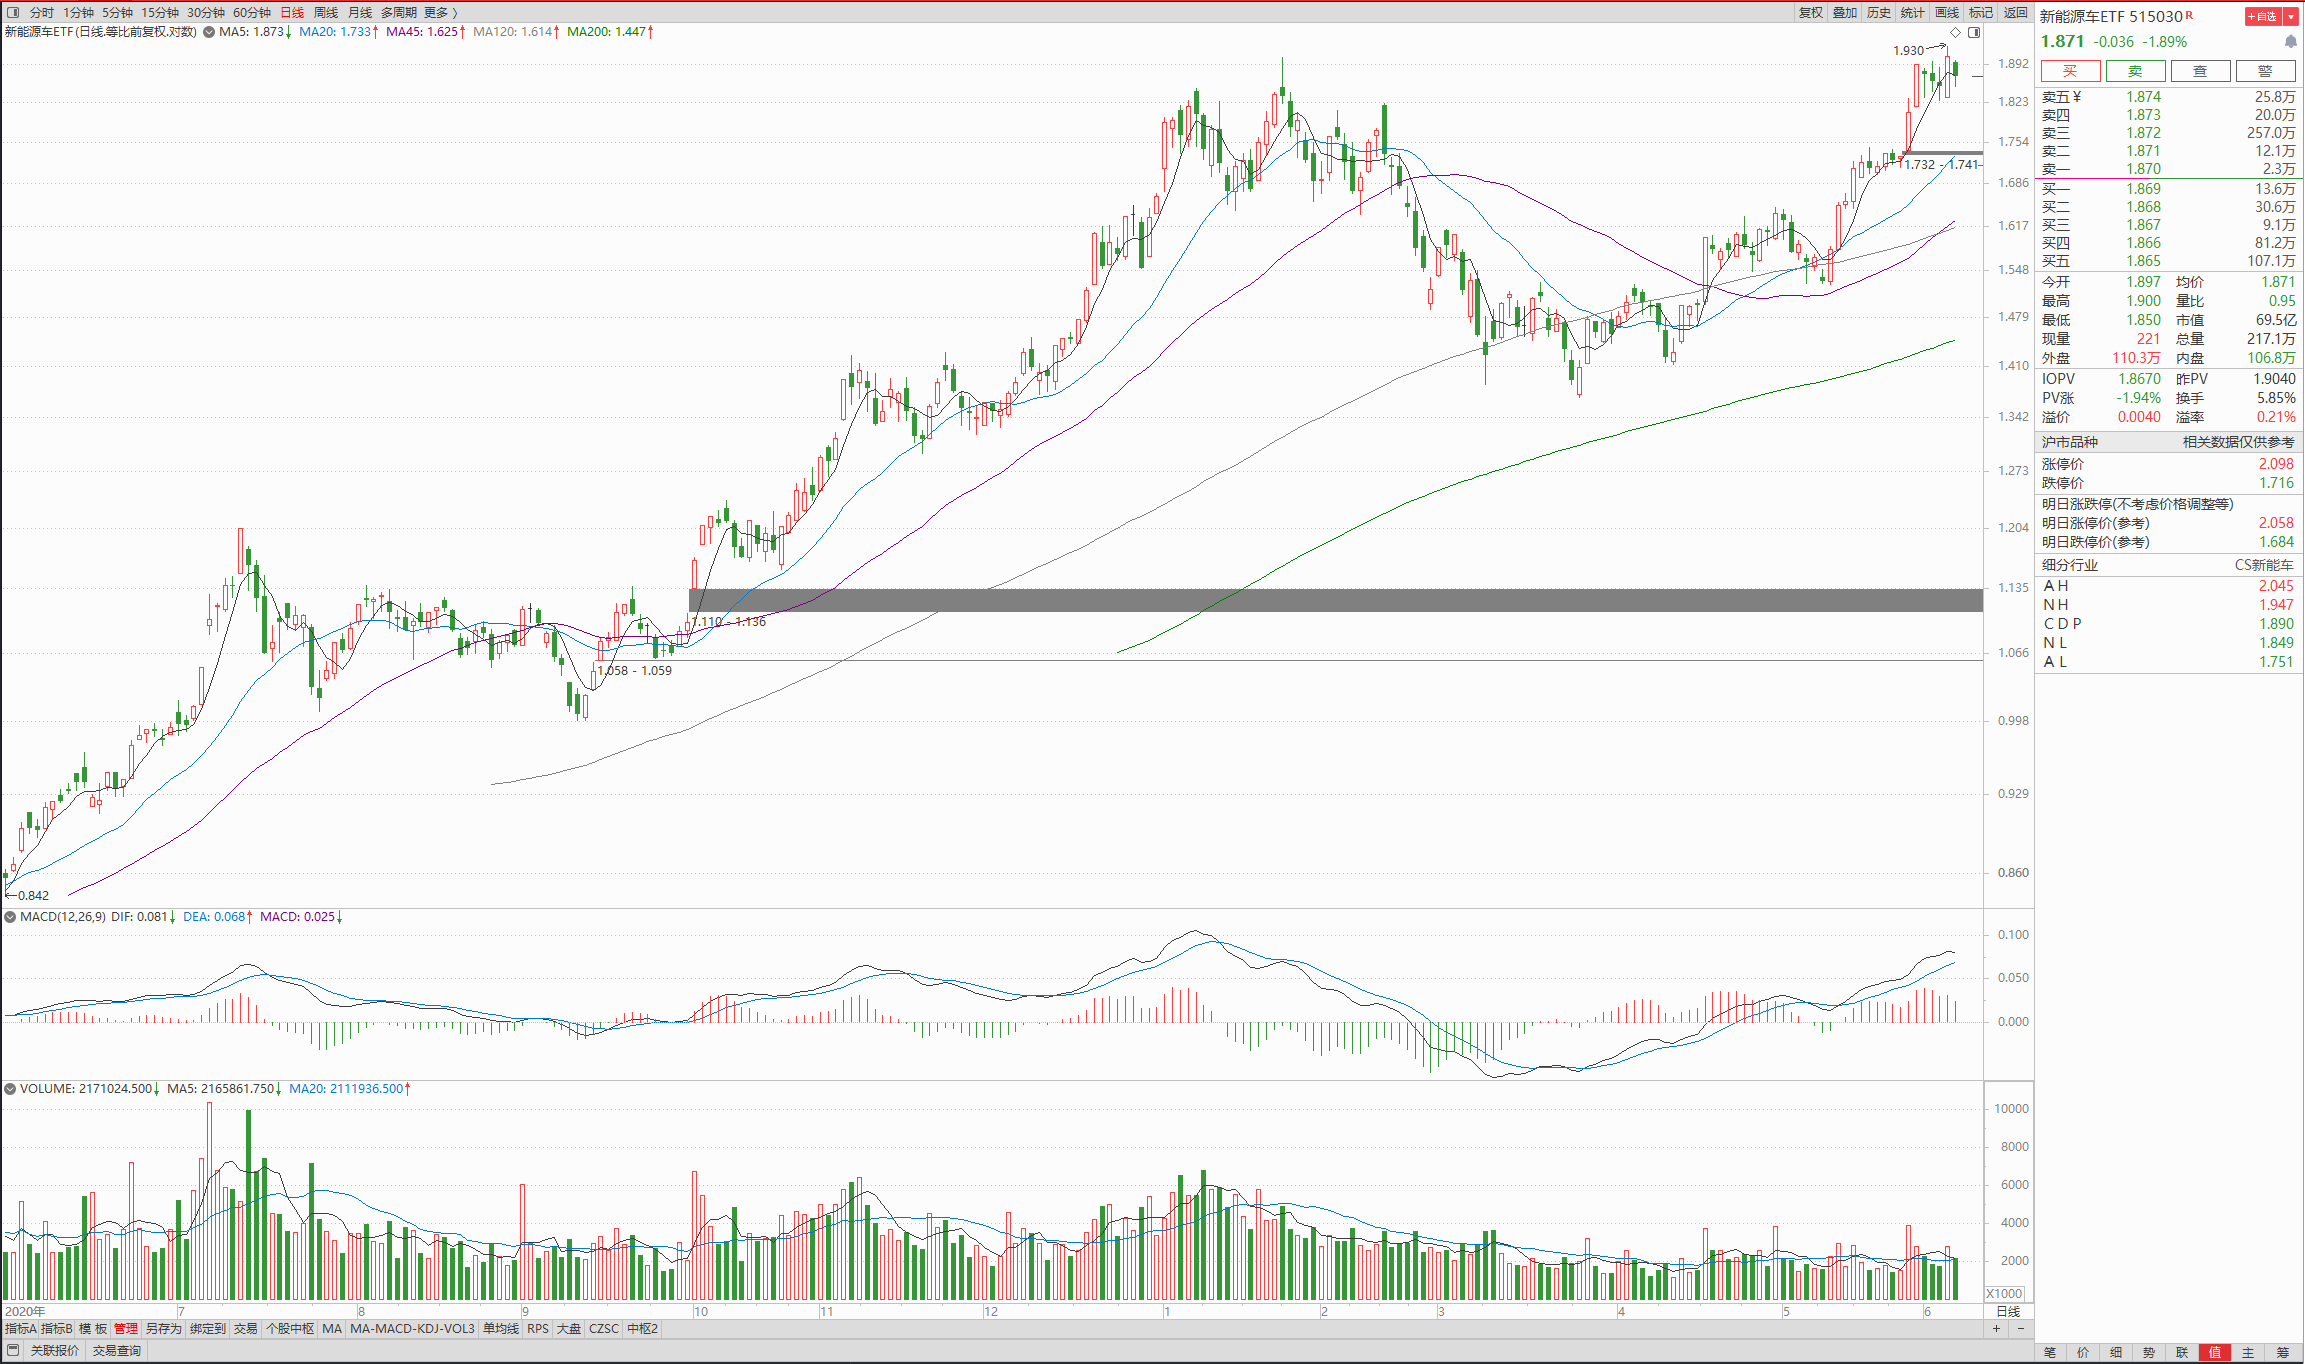 分时 1分钟 5分钟 15分钟 30分钟 60分钟 日线 周线 月线 多周期 更多 〉 复权 叠加 历史 统计 画线 标记 返回
新能源车ETF(日线.等比前复权.对数) MA5: 1.873↓ MA20: 1.733↑ MA45: 1.625↑ MA120: 1.614↑ MA200: 1.447↑
1.930
1.892
1.823
1.754
1.732 - 1.741
1.686
1.617
1.548
1.479
1.410
1.342
1.273
1.204
1.135
1.110 - 1.136
1.066
1.058 - 1.059
0.998
0.929
0.860
0.842
MACD(12,26,9) DIF: 0.081↓ DEA: 0.068↑ MACD: 0.025↓
0.100
0.050
0.000
VOLUME: 2171024.500↓ MA5: 2165861.750↓ MA20: 2111936.500↑
10000
8000
6000
4000
2000
X1000
2020年 7 8 9 10 11 12 1 2 3 4 5 6 日线
指标A 指标B 模 板 管理 另存为 绑定到 交易 个股中枢 MA MA-MACD-KDJ-VOL3 单均线 RPS 大盘 CZSC 中枢2 + -
关联报价 交易查询
新能源车ETF 515030 R +自选
1.871 -0.036 -1.89%
买 卖 查 警
卖五¥ 1.874 25.8万
卖四 1.873 20.0万
卖三 1.872 257.0万
卖二 1.871 12.1万
卖一 1.870 2.3万
买一 1.869 13.6万
买二 1.868 30.6万
买三 1.867 9.1万
买四 1.866 81.2万
买五 1.865 107.1万
今开 1.897 均价 1.871
最高 1.900 量比 0.95
最低 1.850 市值 69.5亿
现量 221 总量 217.1万
外盘 110.3万 内盘 106.8万
IOPV 1.8670 昨PV 1.9040
PV涨 -1.94% 换手 5.85%
溢价 0.0040 溢率 0.21%
沪市品种 相关数据仅供参考
涨停价 2.098
跌停价 1.716
明日涨跌停(不考虑价格调整等)
明日涨停价(参考) 2.058
明日跌停价(参考) 1.684
细分行业 CS新能车
A H 2.045
N H 1.947
C D P 1.890
N L 1.849
A L 1.751
笔 价 细 势 联 值 主 筹